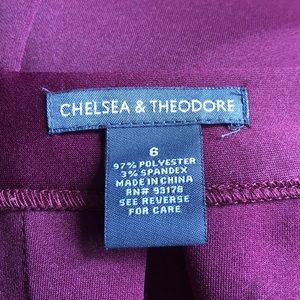 CHELSEA & THEODORE
6
97% POLYESTER
3% SPANDEX
MADE IN CHINA
RN# 93178
SEE REVERSE
FOR CARE